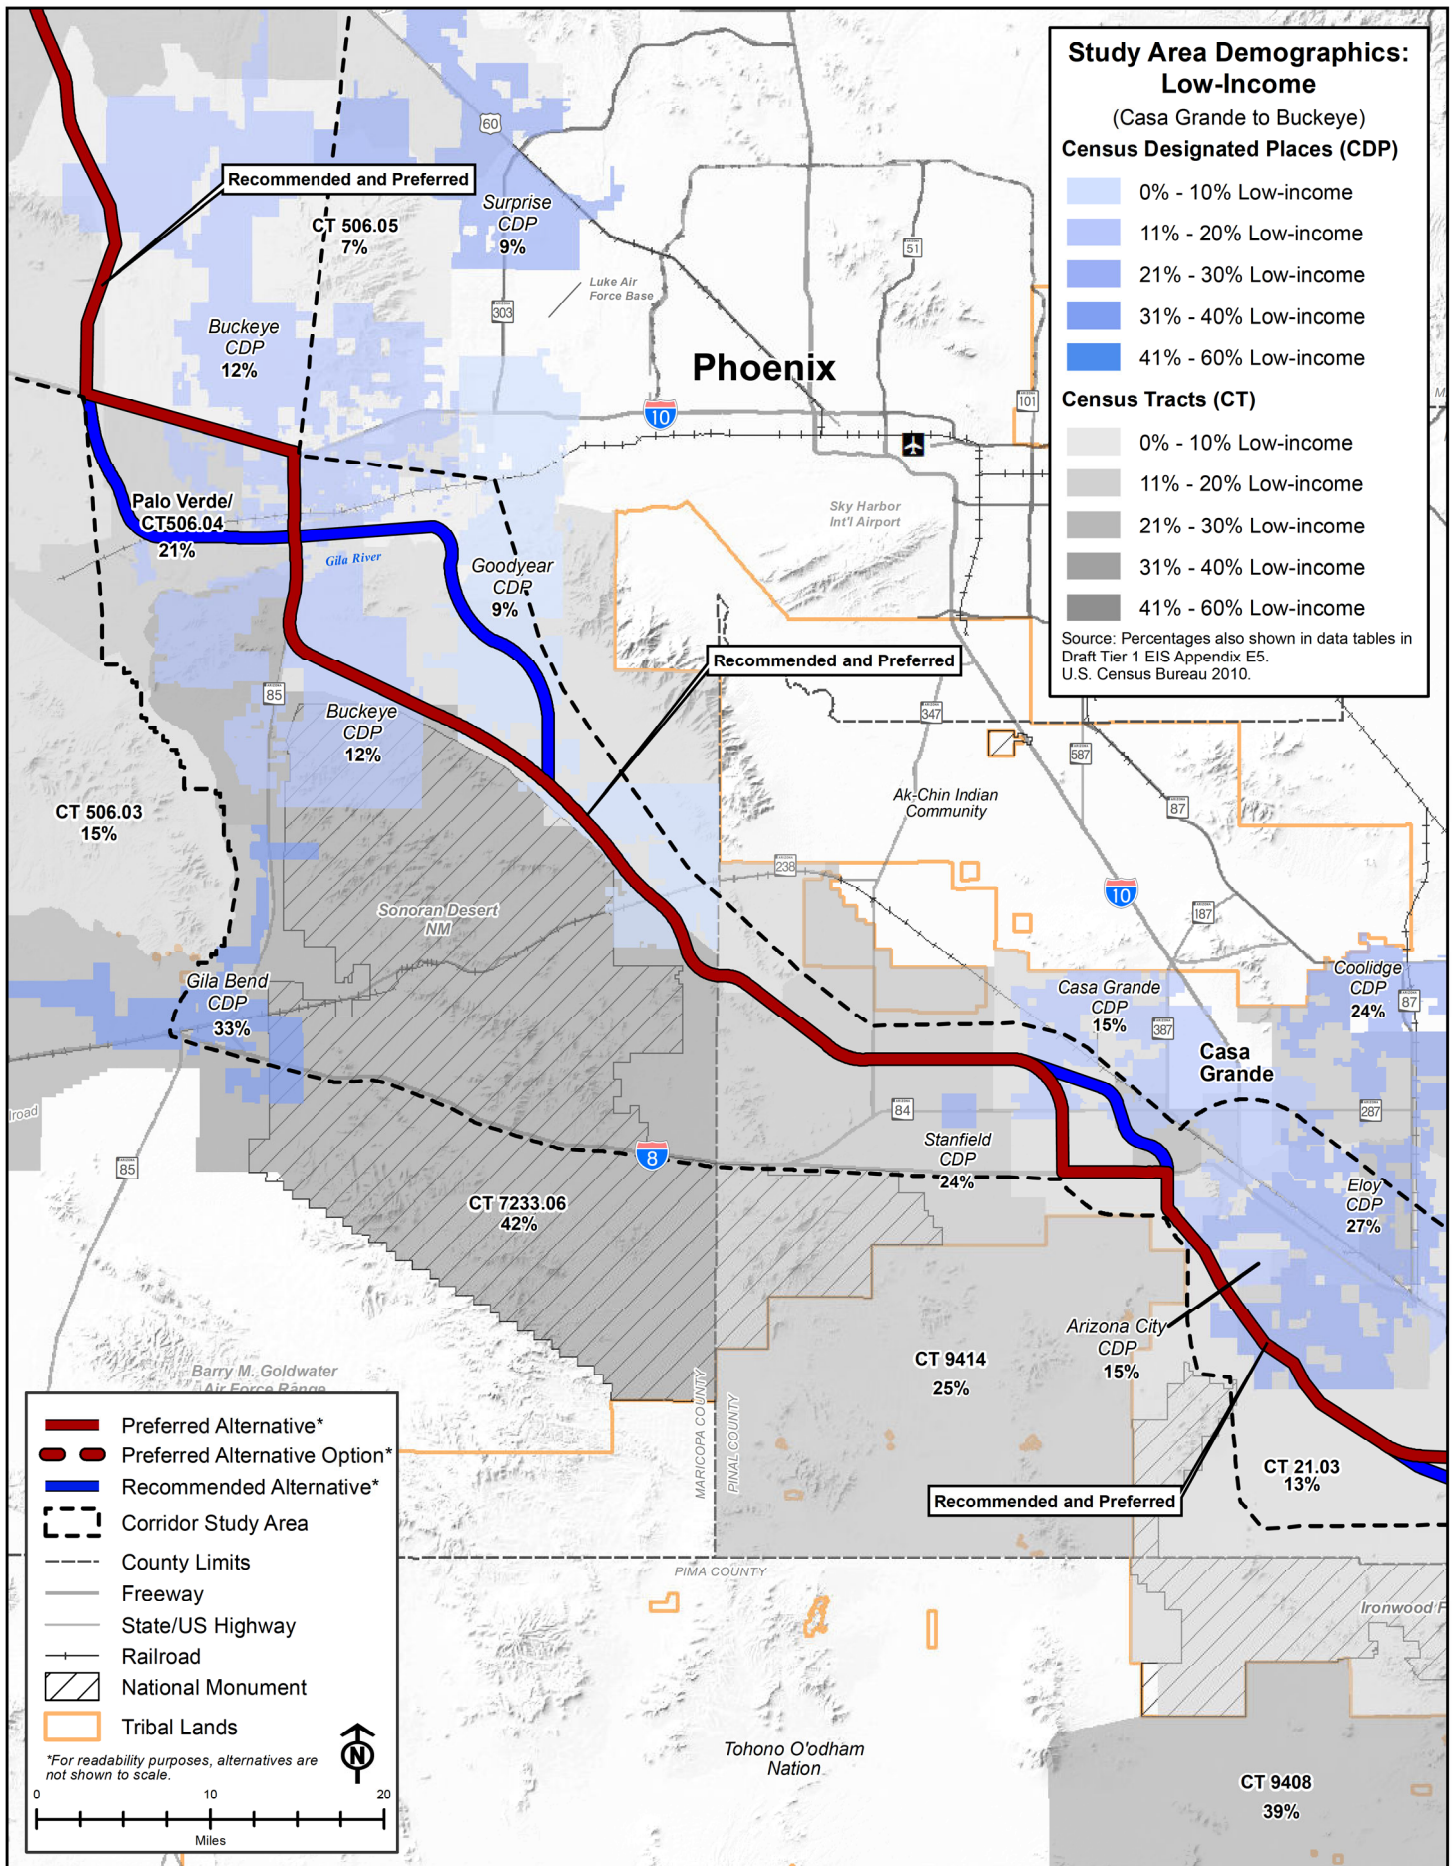 Study Area Demographics:
Low-Income
(Casa Grande to Buckeye)
Census Designated Places (CDP)
0% - 10% Low-income
11% - 20% Low-income
21% - 30% Low-income
31% - 40% Low-income
41% - 60% Low-income
Census Tracts (CT)
0% - 10% Low-income
11% - 20% Low-income
21% - 30% Low-income
31% - 40% Low-income
41% - 60% Low-income
Source: Percentages also shown in data tables in
Draft Tier 1 EIS Appendix E5.
U.S. Census Bureau 2010.
60
Recommended and Preferred
CT 506.05
7%
Surprise
CDP
9%
51
Luke Air
Force Base
303
Buckeye
CDP
12%
Phoenix
10
101
Palo Verde/
CT506.04
21%
Sky Harbor
Int'l Airport
Gila River
Goodyear
CDP
9%
Recommended and Preferred
85
Buckeye
CDP
12%
347
587
CT 506.03
15%
Ak-Chin Indian
Community
87
238
10
187
Sonoran Desert
NM
Gila Bend
CDP
33%
Casa Grande
CDP
15%
387
Coolidge
CDP
24%
87
Casa
Grande
84
287
lroad
85
8
Stanfield
CDP
24%
Eloy
CDP
27%
CT 7233.06
42%
Arizona City
CDP
15%
CT 9414
25%
Barry M. Goldwater
Air Force Range
MARICOPA COUNTY
PINAL COUNTY
CT 21.03
13%
Recommended and Preferred
PIMA COUNTY
Ironwood F
Tohono O'odham
Nation
CT 9408
39%
Preferred Alternative*
Preferred Alternative Option*
Recommended Alternative*
Corridor Study Area
County Limits
Freeway
State/US Highway
Railroad
National Monument
Tribal Lands
*For readability purposes, alternatives are
not shown to scale.
N
0 10 20
Miles